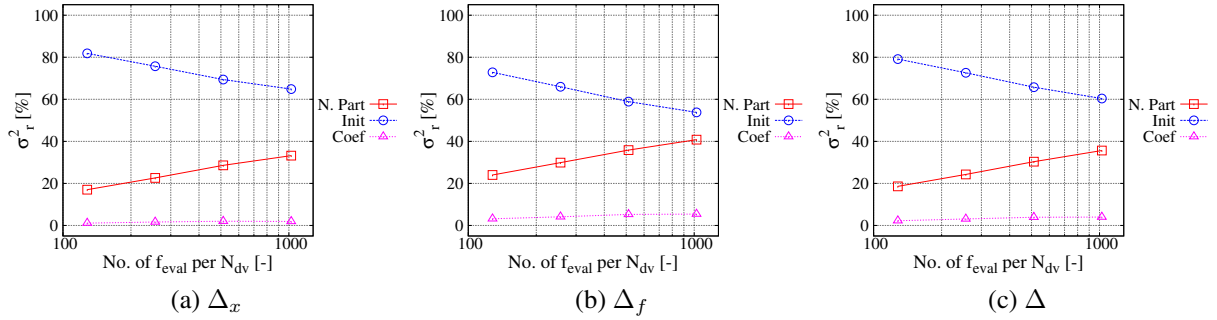 100
80
60
40
20
0
σ²r [%]
100 1000
No. of feval per Ndv [-]
N. Part
Init
Coef
(a) Δx
100
80
60
40
20
0
σ²r [%]
100 1000
No. of feval per Ndv [-]
N. Part
Init
Coef
(b) Δf
100
80
60
40
20
0
σ²r [%]
100 1000
No. of feval per Ndv [-]
N. Part
Init
Coef
(c) Δ